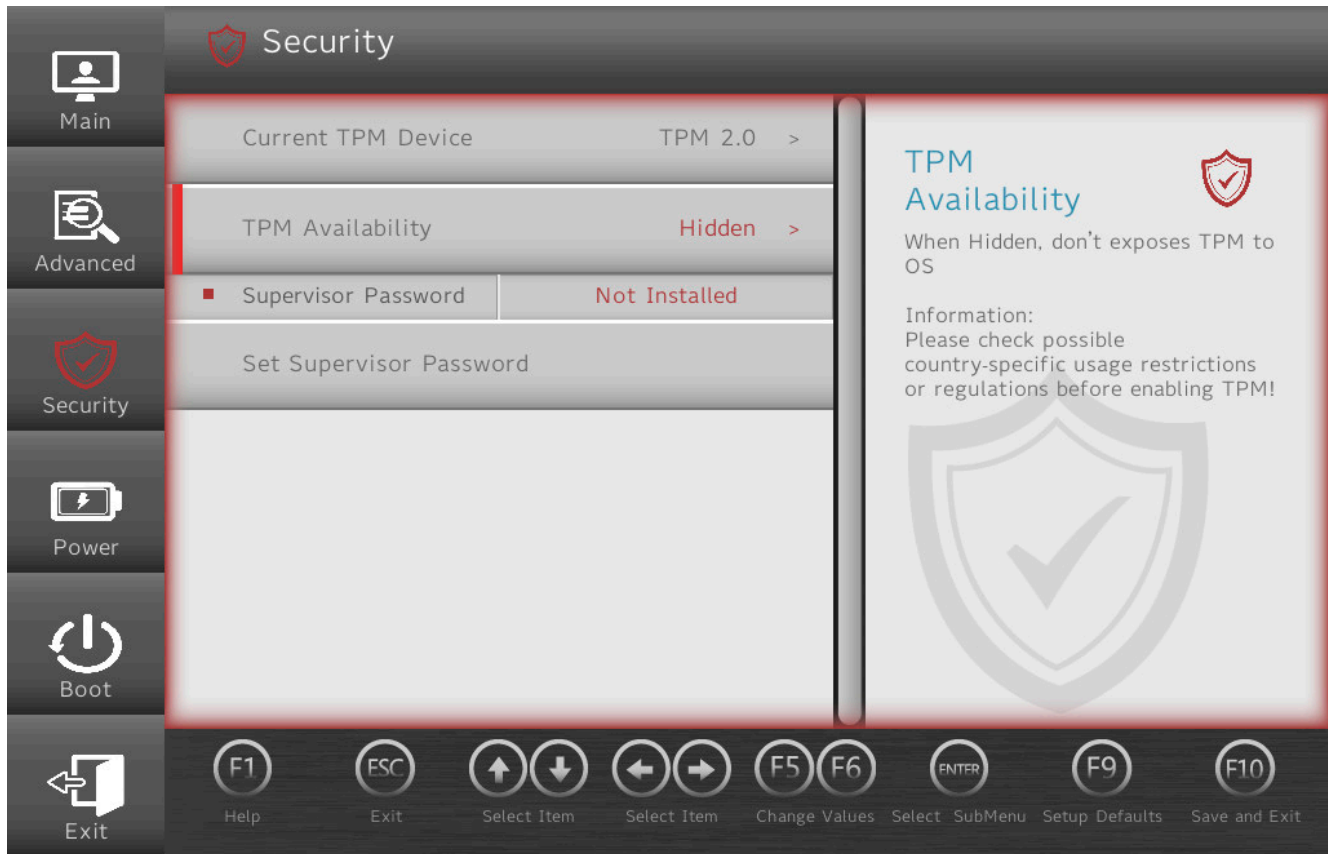 Security
Main
Advanced
Security
Power
Boot
Exit
Current TPM Device TPM 2.0 >
TPM Availability Hidden >
Supervisor Password Not Installed
Set Supervisor Password
TPM
Availability
When Hidden, don't exposes TPM to
OS
Information:
Please check possible
country-specific usage restrictions
or regulations before enabling TPM!
F1 ESC F5 F6 ENTER F9 F10
Help Exit Select Item Select Item Change Values Select SubMenu Setup Defaults Save and Exit